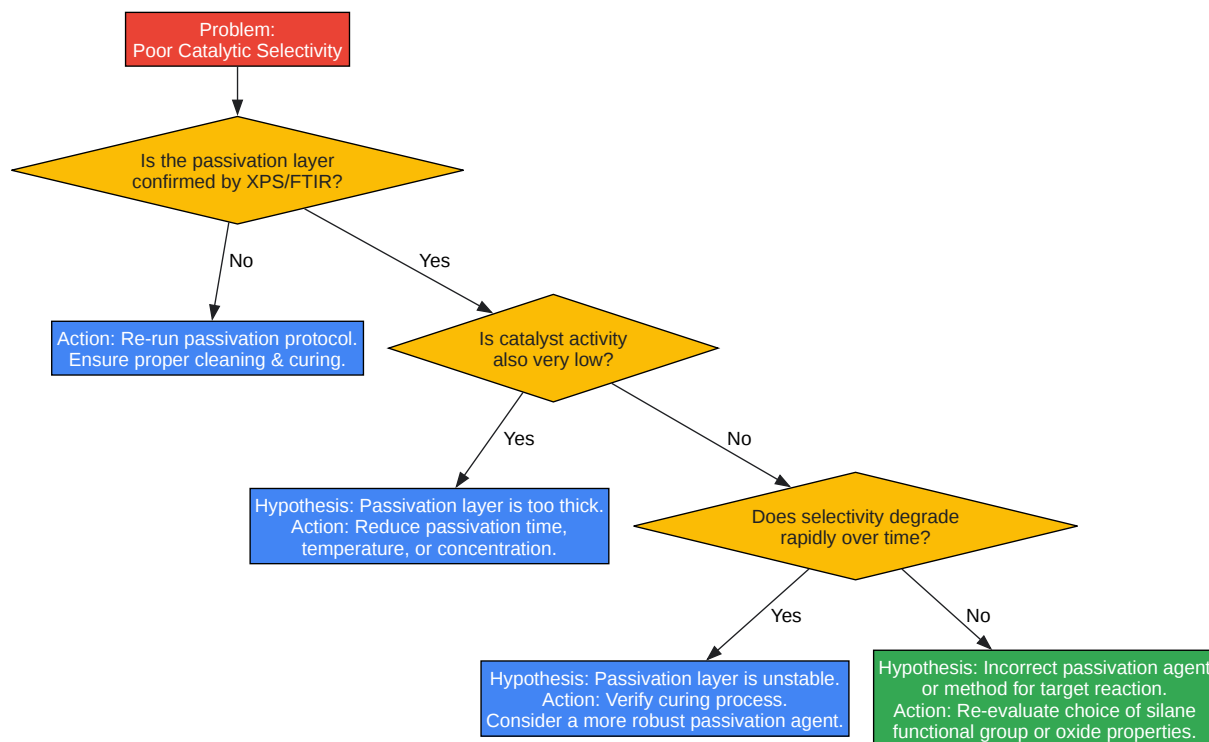 Problem:
Poor Catalytic Selectivity
Is the passivation layer
confirmed by XPS/FTIR?
No
Yes
Action: Re-run passivation protocol.
Ensure proper cleaning & curing.
Is catalyst activity
also very low?
Yes
No
Hypothesis: Passivation layer is too thick.
Action: Reduce passivation time,
temperature, or concentration.
Does selectivity degrade
rapidly over time?
Yes
No
Hypothesis: Passivation layer is unstable.
Action: Verify curing process.
Consider a more robust passivation agent.
Hypothesis: Incorrect passivation agent
or method for target reaction.
Action: Re-evaluate choice of silane
functional group or oxide properties.